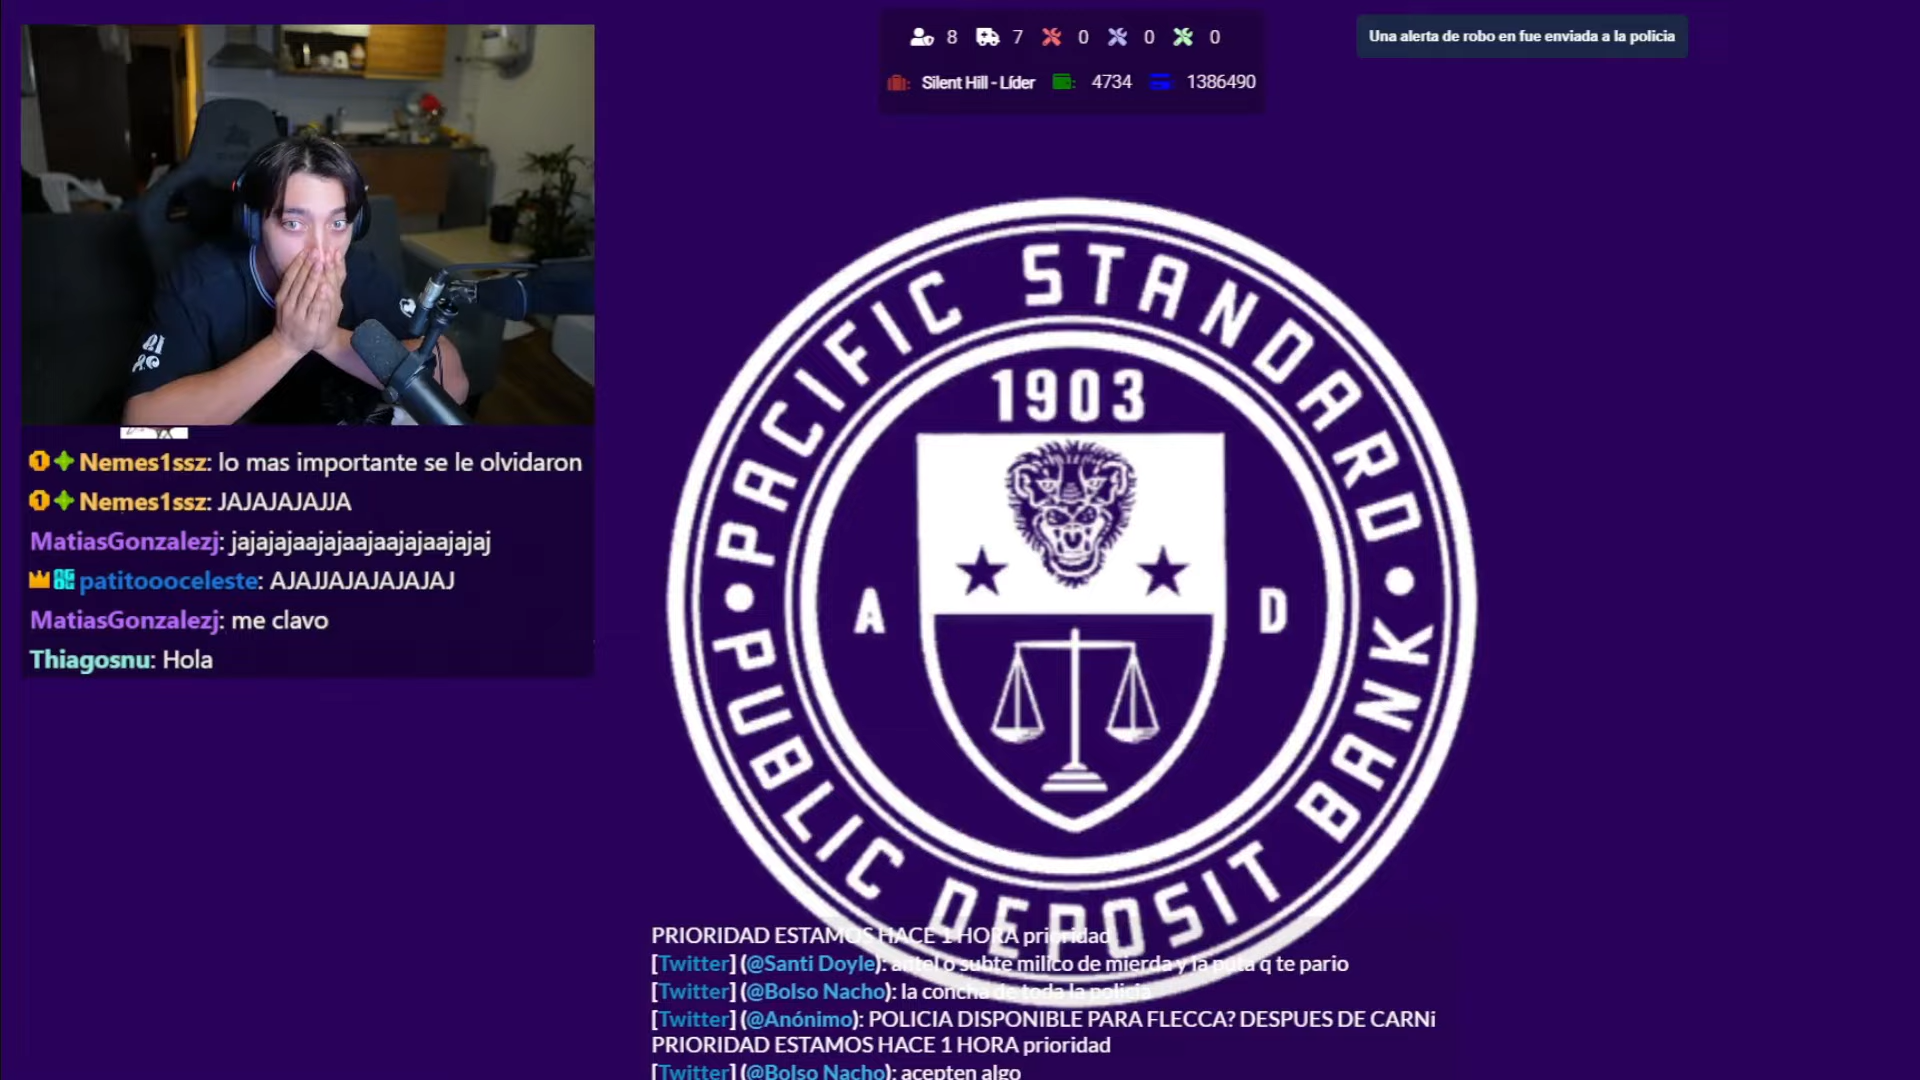 8 7 0 0 0
Silent Hill - Líder 4734 1386490
Una alerta de robo en fue enviada a la policia
PACIFIC STANDARD
1903
A D
PUBLIC DEPOSIT BANK
Nemes1ssz: lo mas importante se le olvidaron
Nemes1ssz: JAJAJAJAJJA
MatiasGonzalezj: jajajajaajajaajaajajaajajaj
patitoooceleste: AJAJJAJAJAJAJAJ
MatiasGonzalezj: me clavo
Thiagosnu: Hola
PRIORIDAD ESTAMOS HACE 1 HORA prioridad
[Twitter] (@Santi Doyle): antel o subte milico de mierda y la puta q te pario
[Twitter] (@Bolso Nacho): la concha de toda la policia
[Twitter] (@Anónimo): POLICIA DISPONIBLE PARA FLECCA? DESPUES DE CARNi
PRIORIDAD ESTAMOS HACE 1 HORA prioridad
[Twitter] (@Bolso Nacho): acepten algo